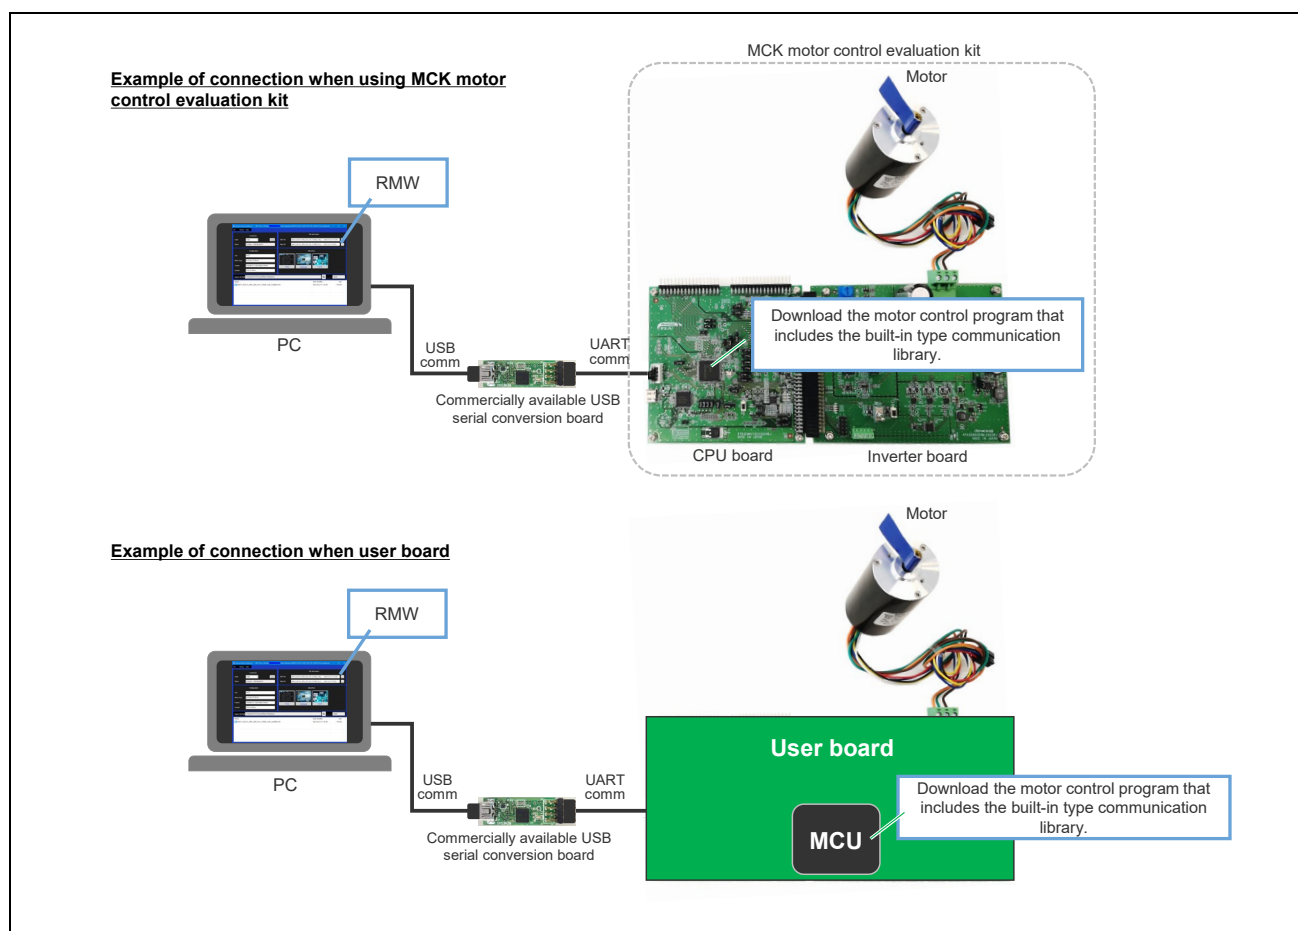 MCK motor control evaluation kit
Example of connection when using MCK motor
control evaluation kit
Motor
RMW
PC
USB
comm
UART
comm
Commercially available USB
serial conversion board
Download the motor control program that
includes the built-in type communication
library.
CPU board
Inverter board
Example of connection when user board
Motor
RMW
PC
USB
comm
UART
comm
Commercially available USB
serial conversion board
User board
MCU
Download the motor control program that
includes the built-in type communication
library.